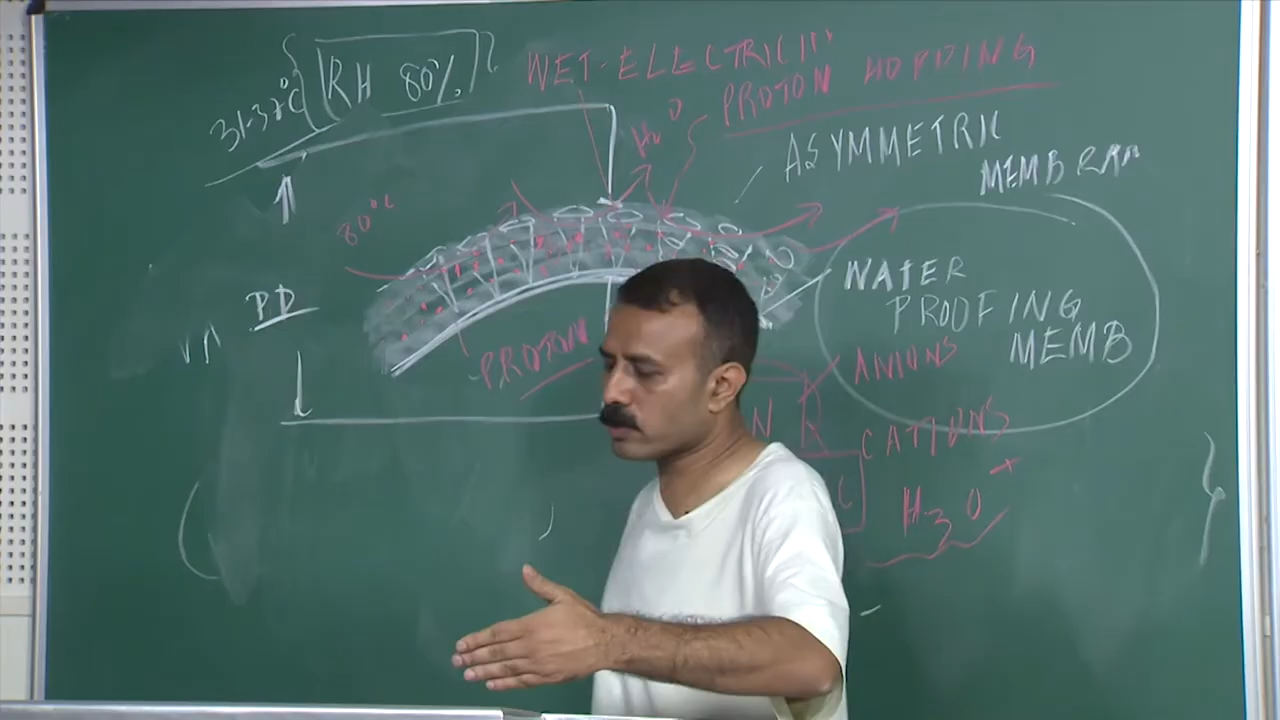 RH 80%
31-32°C
WET-ELECTRICITY
PROTON HOPPING
H2O
ASYMMETRIC
MEMBRAN
80°C
PD
WATER
PROOFING
MEMB
PROTON
ANIONS
N
CATIONS
C
H3O+